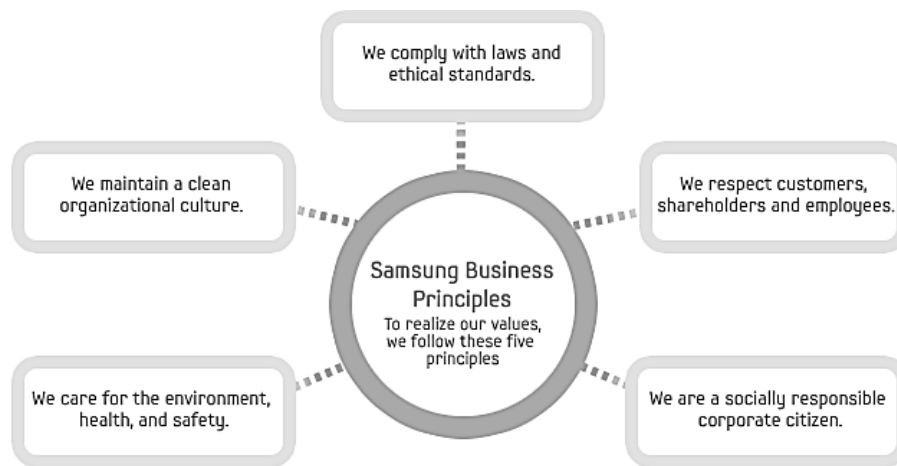 We comply with laws and
ethical standards.
We maintain a clean
organizational culture.
We respect customers,
shareholders and employees.
Samsung Business
Principles
To realize our values,
we follow these five
principles
We care for the environment,
health, and safety.
We are a socially responsible
corporate citizen.